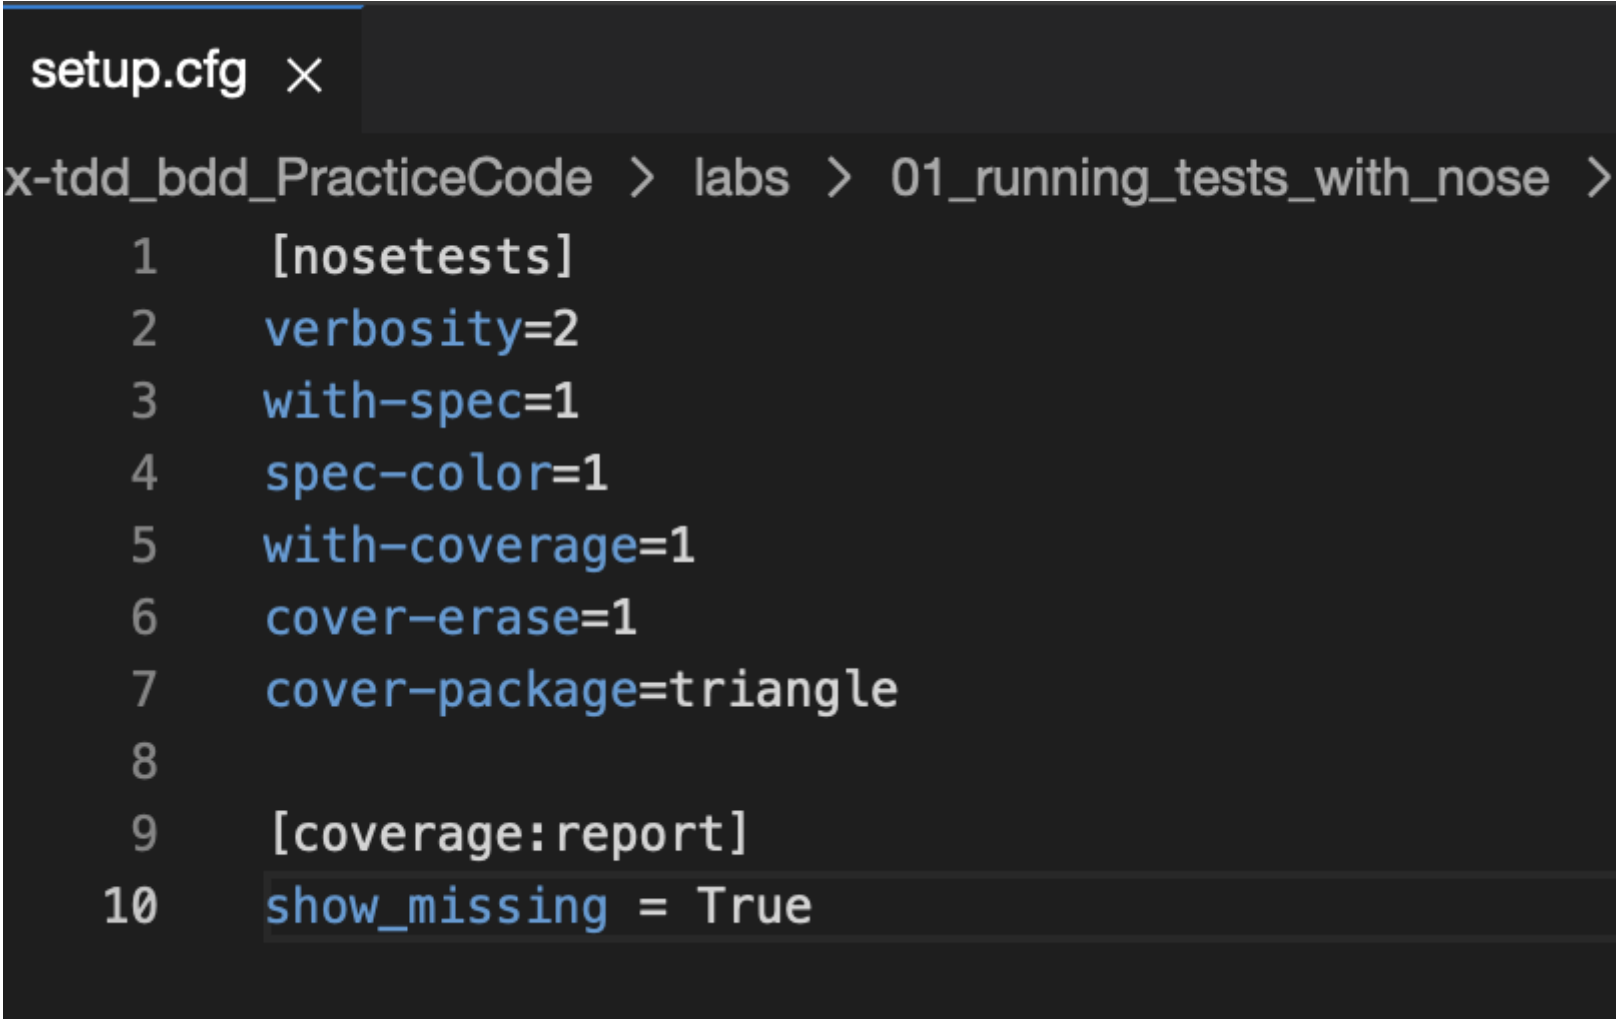 setup.cfg ×
x-tdd_bdd_PracticeCode > labs > 01_running_tests_with_nose >
1 [nosetests]
2 verbosity=2
3 with-spec=1
4 spec-color=1
5 with-coverage=1
6 cover-erase=1
7 cover-package=triangle
8
9 [coverage:report]
10 show_missing = True